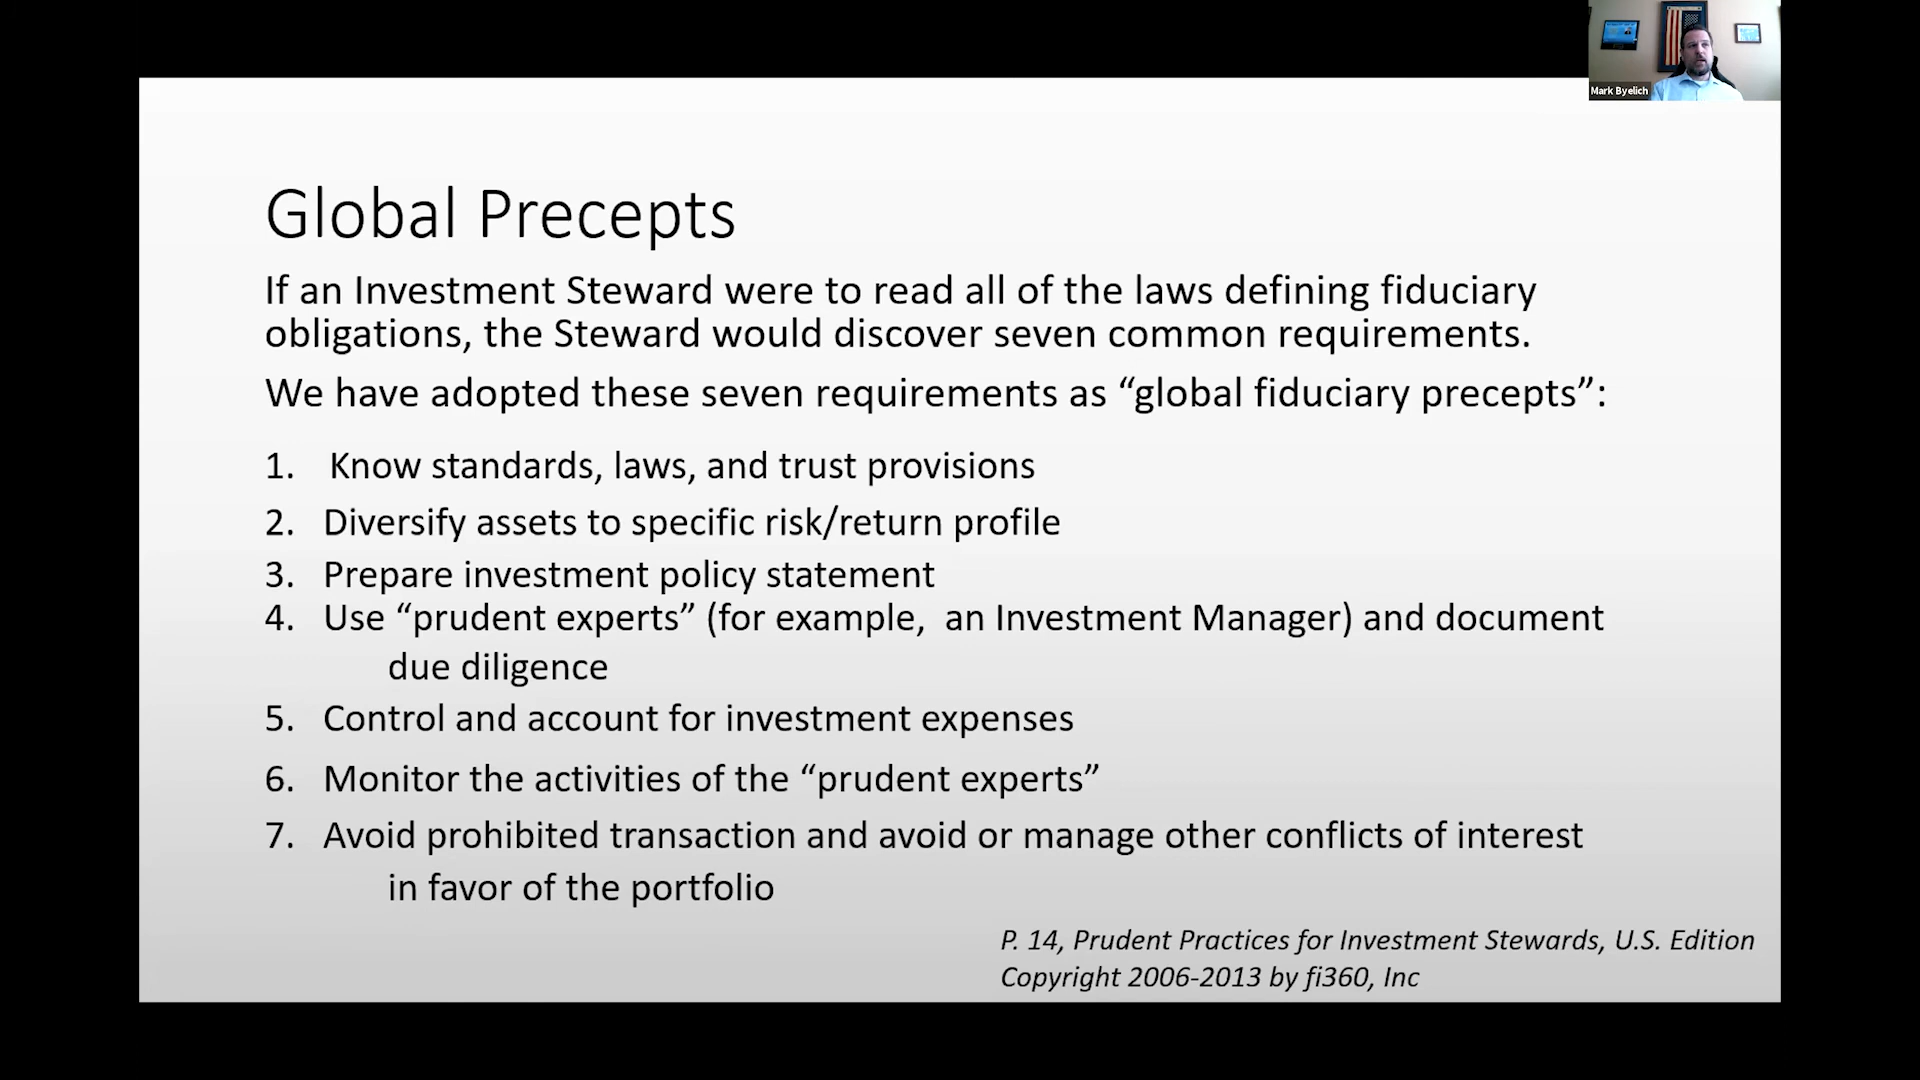 Mark Byelich
Global Precepts
If an Investment Steward were to read all of the laws defining fiduciary
obligations, the Steward would discover seven common requirements.
We have adopted these seven requirements as “global fiduciary precepts”:
1. Know standards, laws, and trust provisions
2. Diversify assets to specific risk/return profile
3. Prepare investment policy statement
4. Use “prudent experts” (for example, an Investment Manager) and document
due diligence
5. Control and account for investment expenses
6. Monitor the activities of the “prudent experts”
7. Avoid prohibited transaction and avoid or manage other conflicts of interest
in favor of the portfolio
P. 14, Prudent Practices for Investment Stewards, U.S. Edition
Copyright 2006-2013 by fi360, Inc